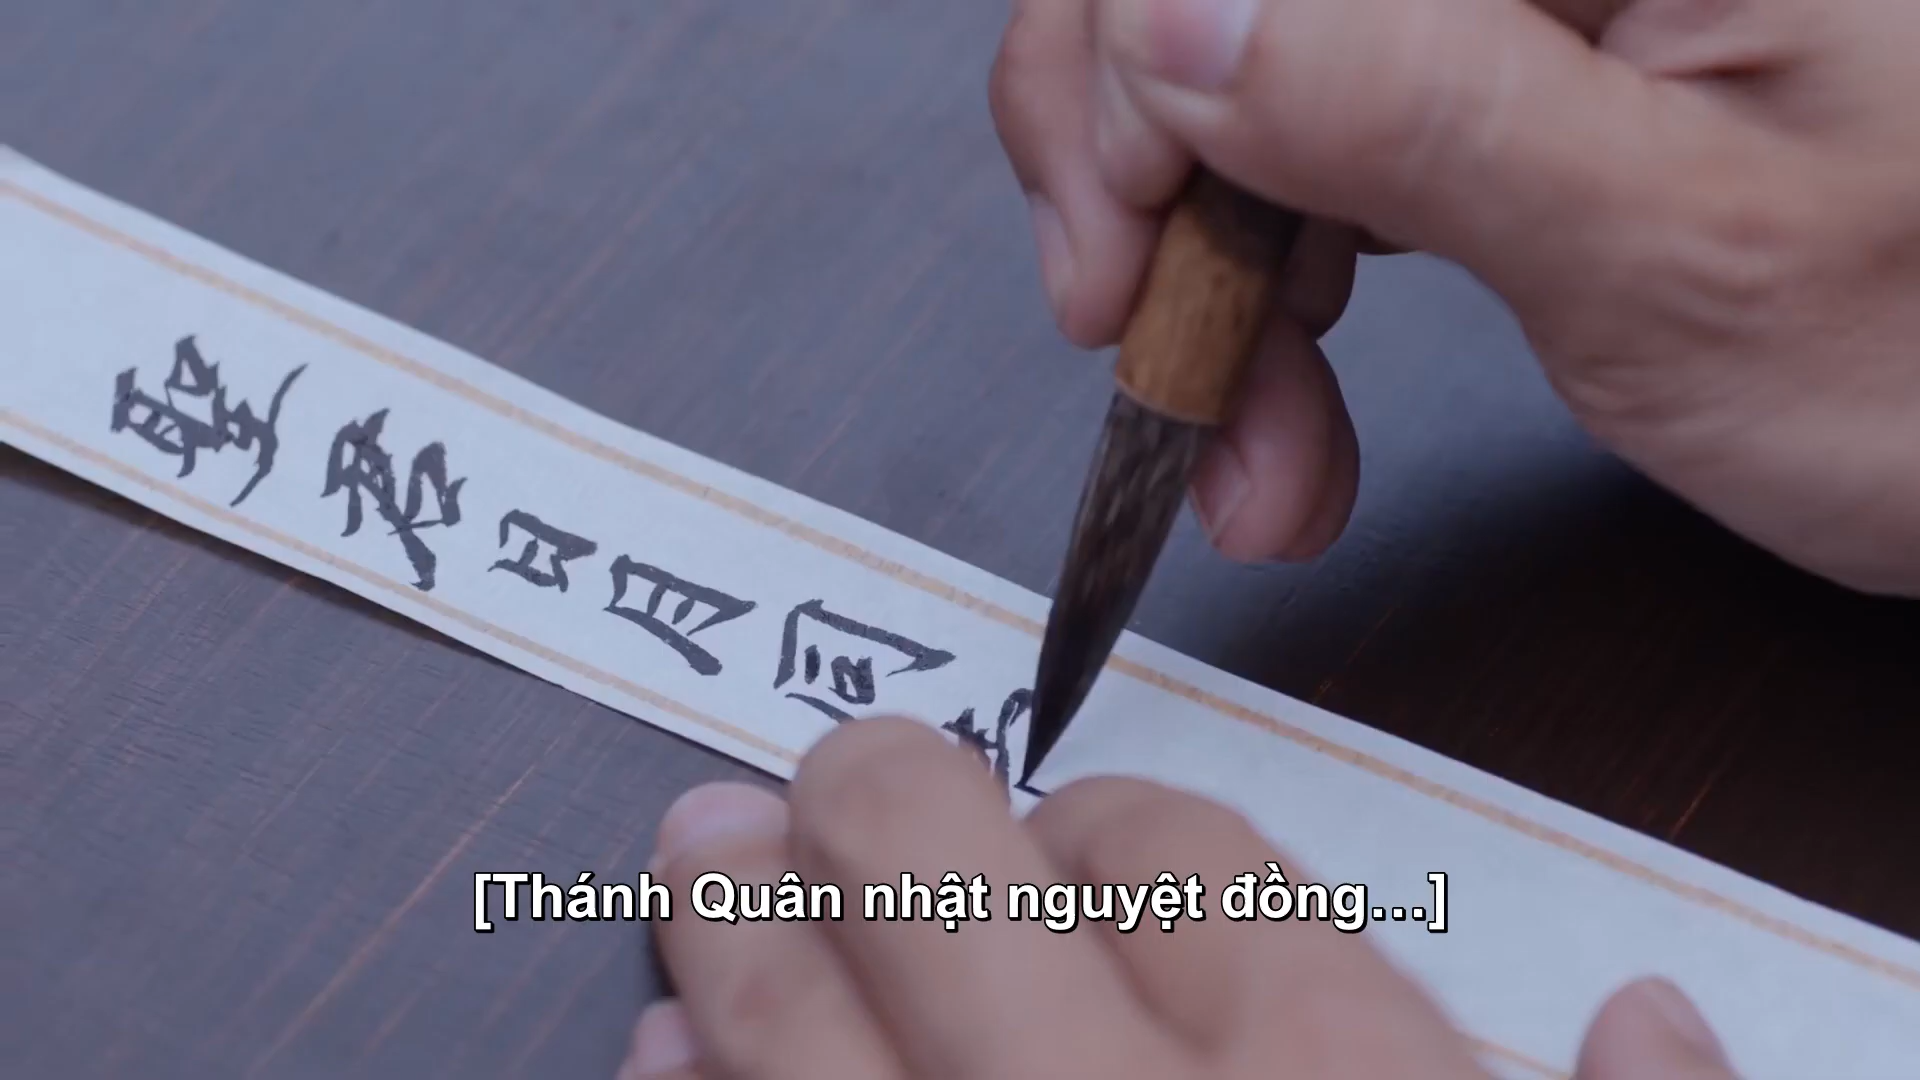 聖君日月同
[Thánh Quân nhật nguyệt đồng...]